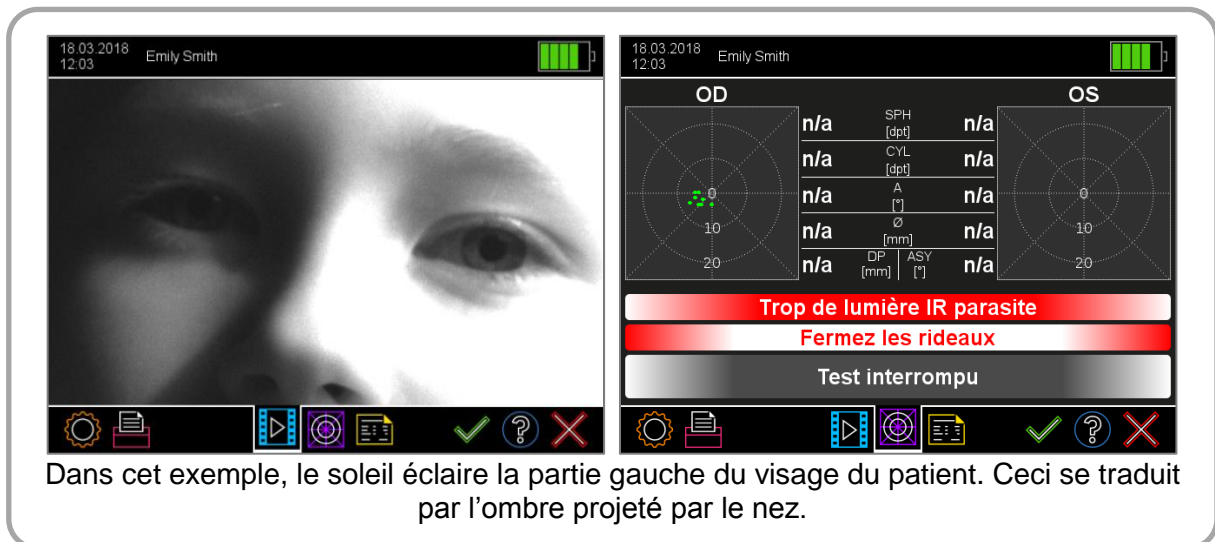 18.03.2018
12:03
Emily Smith
18.03.2018
12:03
Emily Smith
OD
OS
0
10
20
n/a SPH [dpt] n/a
n/a CYL [dpt] n/a
n/a A [°] n/a
n/a Ø [mm] n/a
n/a DP [mm] ASY [°] n/a
0
10
20
Trop de lumière IR parasite
Fermez les rideaux
Test interrompu
Dans cet exemple, le soleil éclaire la partie gauche du visage du patient. Ceci se traduit
par l’ombre projeté par le nez.